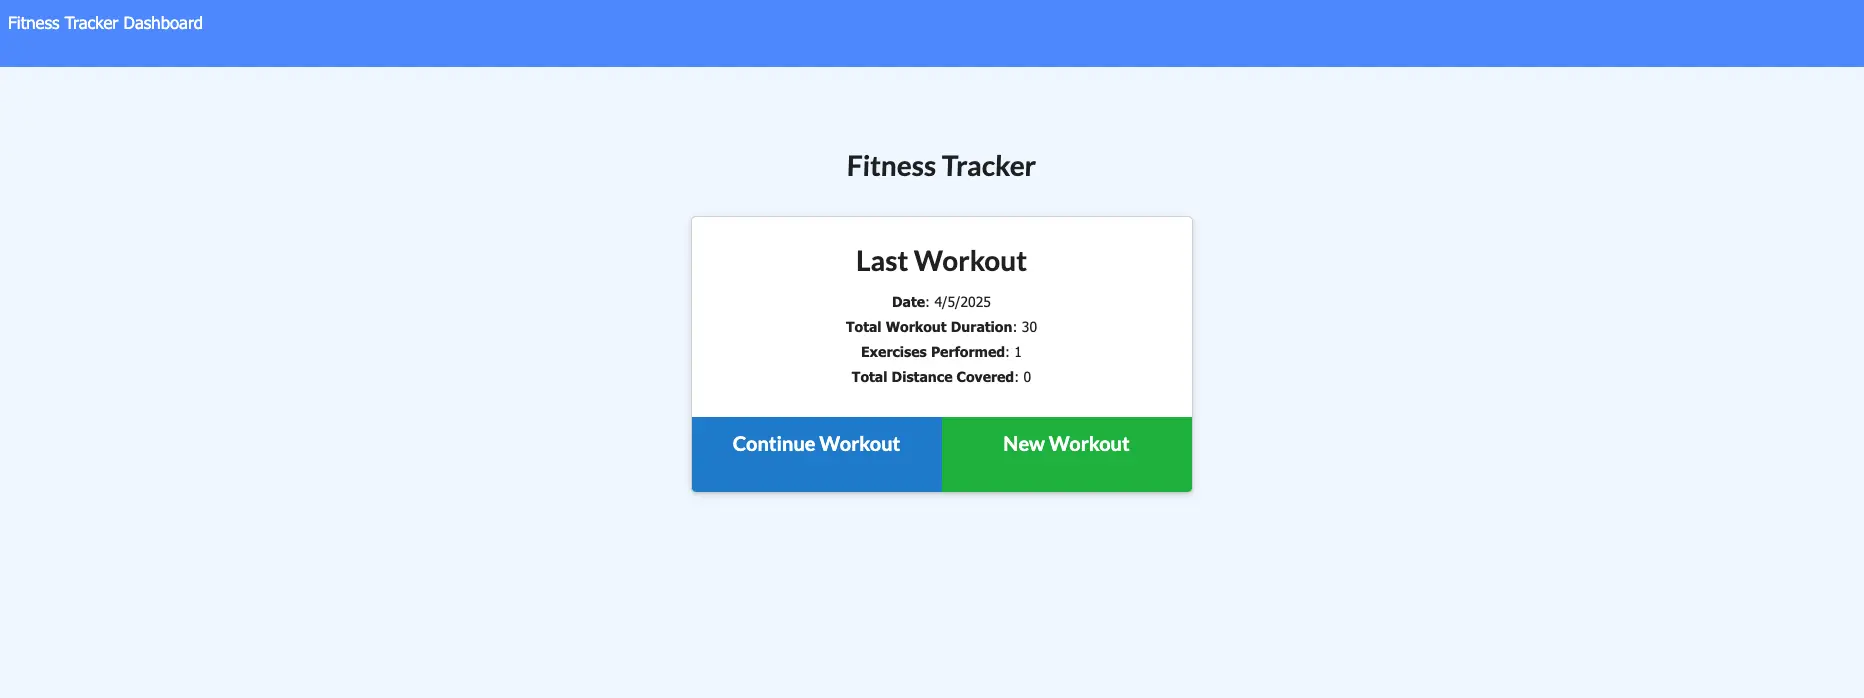 Fitness Tracker Dashboard
Fitness Tracker
Last Workout
Date: 4/5/2025
Total Workout Duration: 30
Exercises Performed: 1
Total Distance Covered: 0
Continue Workout New Workout